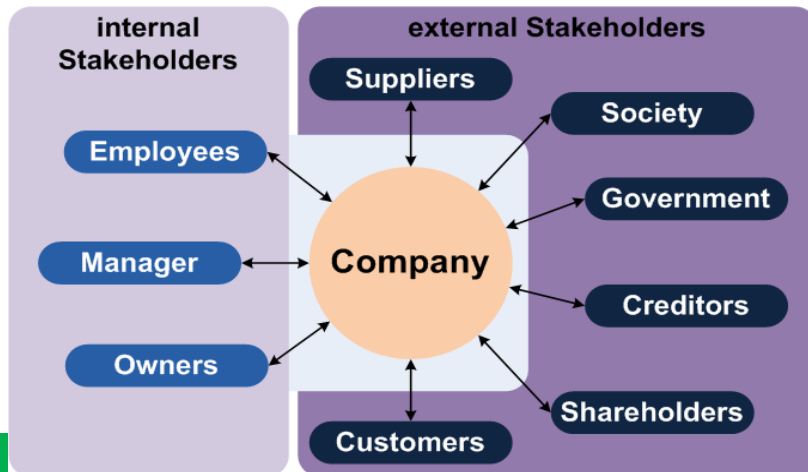 internal
Stakeholders
external Stakeholders
Employees
Manager
Owners
Company
Suppliers
Society
Government
Creditors
Shareholders
Customers